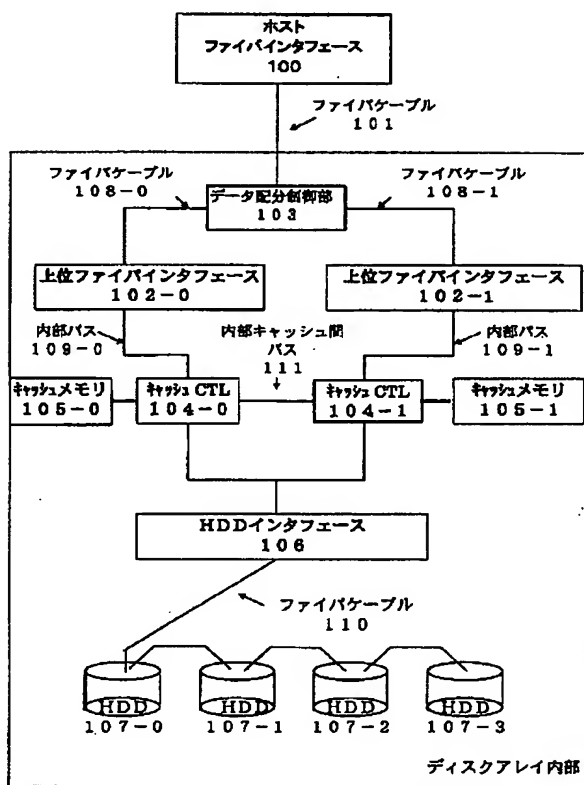 ホスト
ファイバインタフェース
100
ファイバケーブル
101
ファイバケーブル
108-0
ファイバケーブル
108-1
データ配分制御部
103
上位ファイバインタフェース
102-0
上位ファイバインタフェース
102-1
内部バス
109-0
内部キャッシュ間
バス
111
内部バス
109-1
キャッシュメモリ
105-0
キャッシュCTL
104-0
キャッシュCTL
104-1
キャッシュメモリ
105-1
HDDインタフェース
106
ファイバケーブル
110
HDD
107-0
HDD
107-1
HDD
107-2
HDD
107-3
ディスクアレイ内部